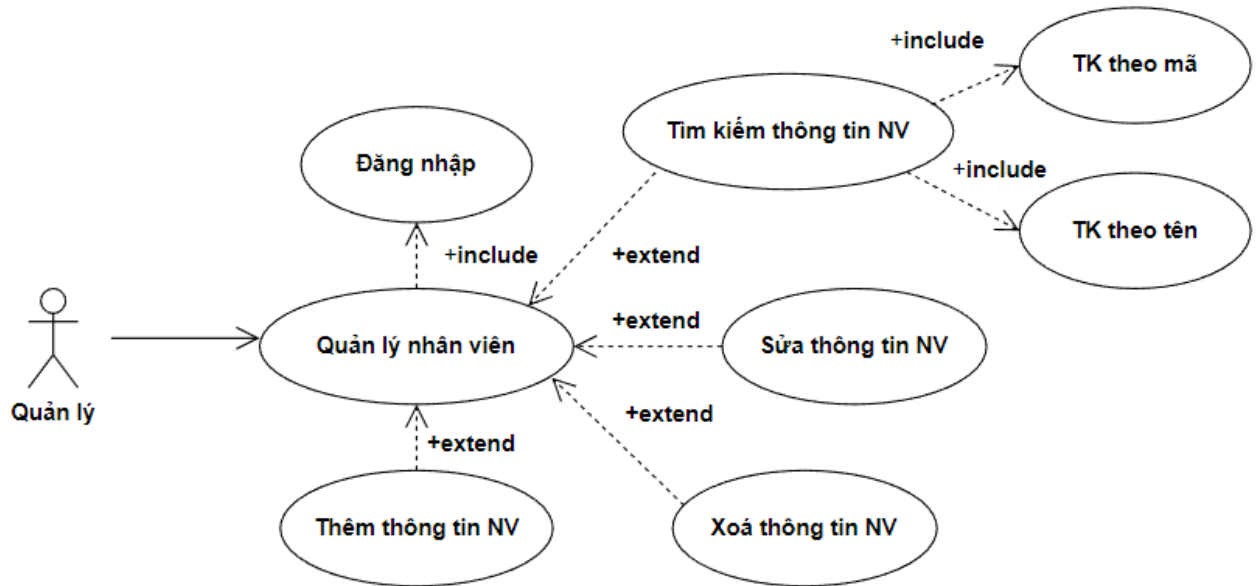 +include
TK theo mã
Tìm kiếm thông tin NV
Đăng nhập
+include
TK theo tên
+include
+extend
+extend
Quản lý nhân viên
Sửa thông tin NV
Quản lý
+extend
+extend
Thêm thông tin NV
Xoá thông tin NV